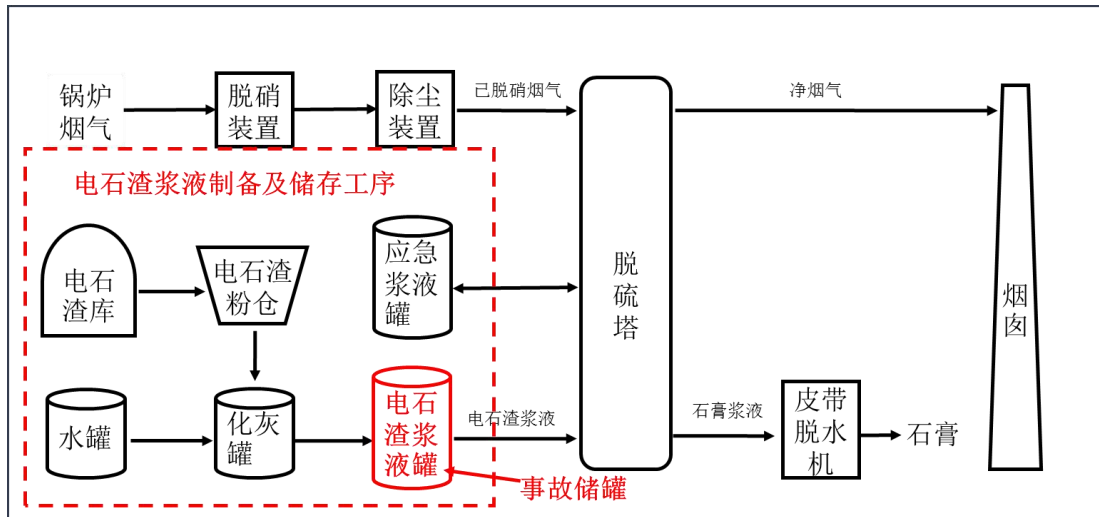 锅炉
烟气
脱硝
装置
除尘
装置
已脱硝烟气
净烟气
电石渣浆液制备及储存工序
电石
渣库
电石渣
粉仓
应急
浆液
罐
脱
硫
塔
烟
囱
水罐
化灰
罐
电石
渣浆
液罐
电石渣浆液
石膏浆液
皮带
脱水
机
石膏
事故储罐